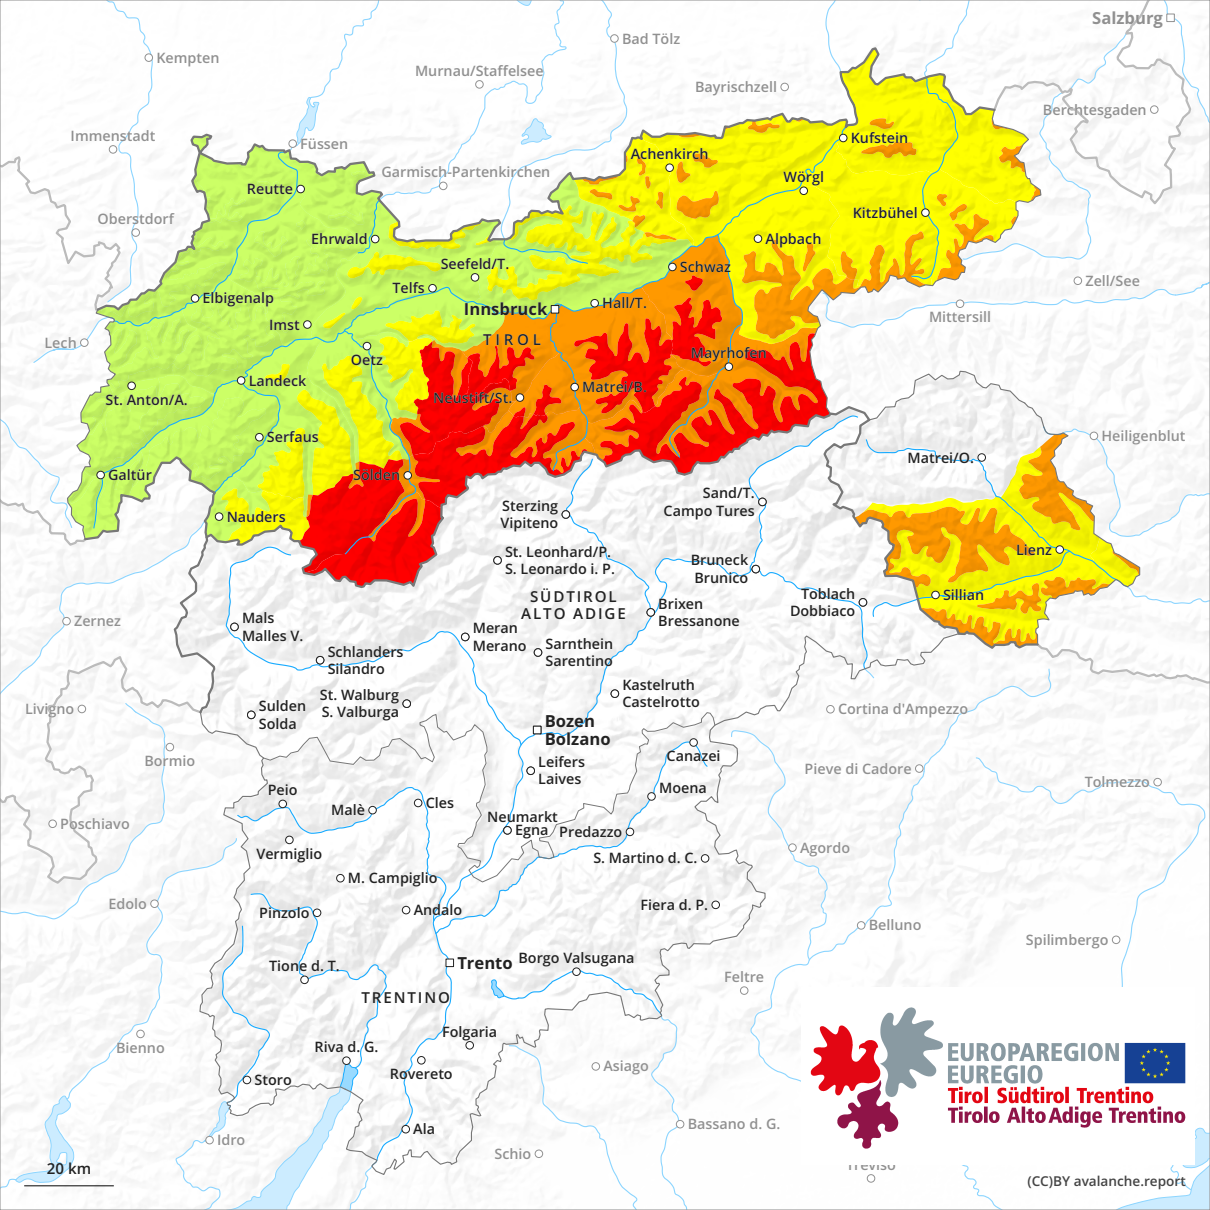 Salzburg
Bad Tölz
Kempten
Murnau/Staffelsee
Bayrischzell
Berchtesgaden
Immenstadt
Füssen
Kufstein
Achenkirch
Garmisch-Partenkirchen
Wörgl
Reutte
Kitzbühel
Oberstdorf
Ehrwald
Alpbach
Seefeld/T.
Schwaz
Zell/See
Telfs
Elbigenalp
Hall/T.
Innsbruck
Mittersill
Imst
TIROL
Lech
Oetz
Mayrhofen
Landeck
Matrei/B.
St. Anton/A.
Neustift/St.
Serfaus
Heiligenblut
Matrei/O.
Galtür
Sölden
Sand/T.
Campo Tures
Sterzing
Vipiteno
Nauders
St. Leonhard/P.
S. Leonardo i. P.
Lienz
Bruneck
Brunico
SÜDTIROL
ALTO ADIGE
Toblach
Dobbiaco
Sillian
Brixen
Bressanone
Zernez
Mals
Malles V.
Meran
Merano
Sarnthein
Sarentino
Schlanders
Silandro
Kastelruth
Castelrotto
St. Walburg
S. Valburga
Livigno
Sulden
Solda
Cortina d'Ampezzo
Bozen
Bolzano
Canazei
Bormio
Leifers
Laives
Pieve di Cadore
Tolmezzo
Peio
Moena
Malè
Cles
Neumarkt
Egna
Predazzo
Poschiavo
Vermiglio
Agordo
S. Martino d. C.
M. Campiglio
Edolo
Pinzolo
Andalo
Fiera d. P.
Belluno
Spilimbergo
Trento
Borgo Valsugana
Tione d. T.
Feltre
TRENTINO
Folgaria
Bienno
Riva d. G.
Rovereto
Asiago
Storo
EUROPAREGION
EUREGIO
Tirol Südtirol Trentino
Tirolo Alto Adige Trentino
Ala
Bassano d. G.
Idro
Schio
Treviso
20 km
(CC)BY avalanche.report